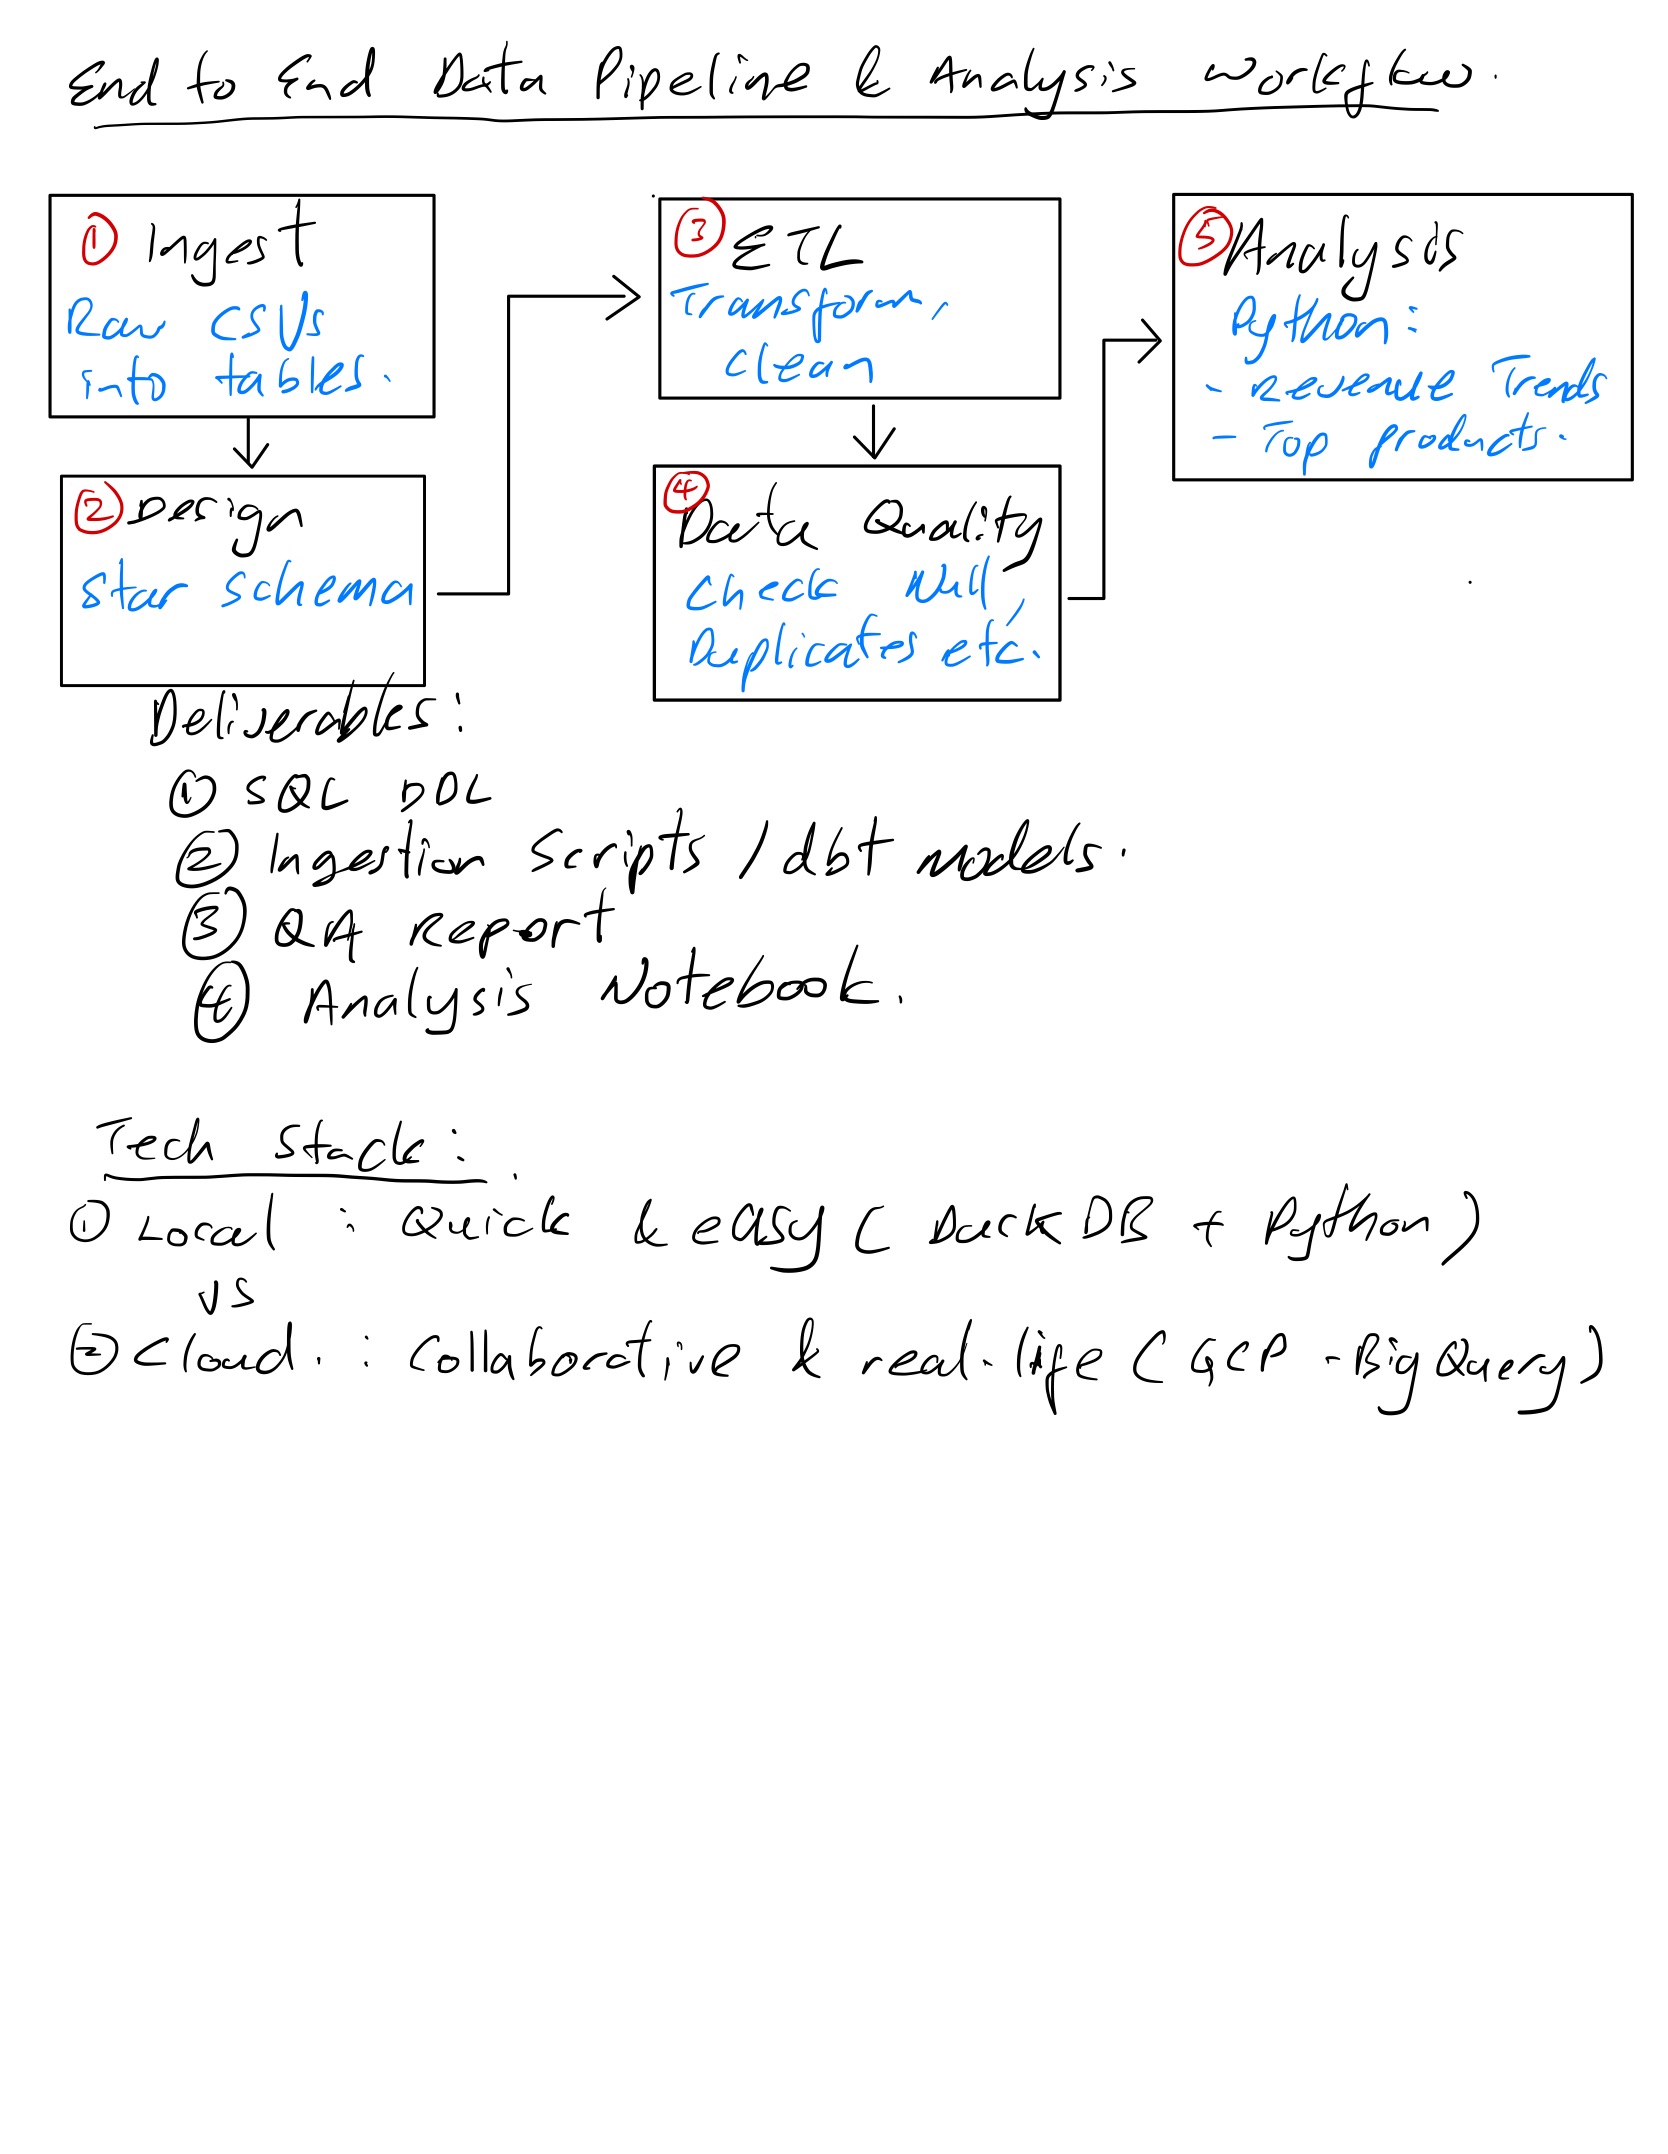 End to End Data Pipeline & Analysis Workflow.
① Ingest
Raw CSVs
into tables.
② Design
Star Schema
③ ETL
Transform,
clean
④ Data Quality
Check Null,
Duplicates etc.
⑤ Analysis
Python:
- Revenue Trends
- Top products.
Deliverables:
① SQL DDL
② Ingestion Scripts / dbt models.
③ QA Report
④ Analysis Notebook.
Tech Stack:
① Local : Quick & easy ( DuckDB + Python )
vs
② Cloud. : Collaborative & real-life ( GCP - Big Query )